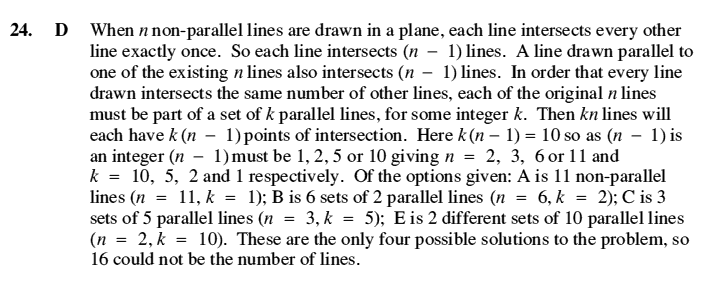 24. D When n non-parallel lines are drawn in a plane, each line intersects every other
line exactly once. So each line intersects (n − 1) lines. A line drawn parallel to
one of the existing n lines also intersects (n − 1) lines. In order that every line
drawn intersects the same number of other lines, each of the original n lines
must be part of a set of k parallel lines, for some integer k. Then kn lines will
each have k (n − 1) points of intersection. Here k (n − 1) = 10 so as (n − 1) is
an integer (n − 1) must be 1, 2, 5 or 10 giving n = 2, 3, 6 or 11 and
k = 10, 5, 2 and 1 respectively. Of the options given: A is 11 non-parallel
lines (n = 11, k = 1); B is 6 sets of 2 parallel lines (n = 6, k = 2); C is 3
sets of 5 parallel lines (n = 3, k = 5); E is 2 different sets of 10 parallel lines
(n = 2, k = 10). These are the only four possible solutions to the problem, so
16 could not be the number of lines.